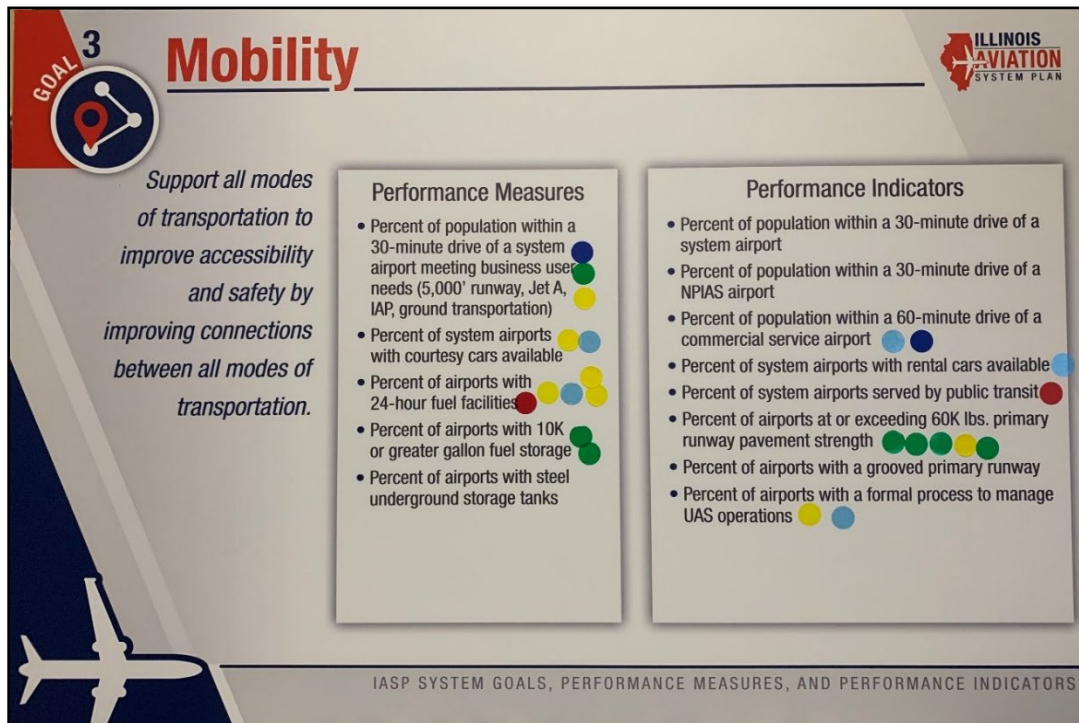 GOAL 3
Mobility
ILLINOIS
AVIATION
SYSTEM PLAN
Support all modes
of transportation to
improve accessibility
and safety by
improving connections
between all modes of
transportation.
Performance Measures
• Percent of population within a
30-minute drive of a system
airport meeting business user
needs (5,000’ runway, Jet A,
IAP, ground transportation)
• Percent of system airports
with courtesy cars available
• Percent of airports with
24-hour fuel facilities
• Percent of airports with 10K
or greater gallon fuel storage
• Percent of airports with steel
underground storage tanks
Performance Indicators
• Percent of population within a 30-minute drive of a
system airport
• Percent of population within a 30-minute drive of a
NPIAS airport
• Percent of population within a 60-minute drive of a
commercial service airport
• Percent of system airports with rental cars available
• Percent of system airports served by public transit
• Percent of airports at or exceeding 60K lbs. primary
runway pavement strength
• Percent of airports with a grooved primary runway
• Percent of airports with a formal process to manage
UAS operations
IASP SYSTEM GOALS, PERFORMANCE MEASURES, AND PERFORMANCE INDICATORS